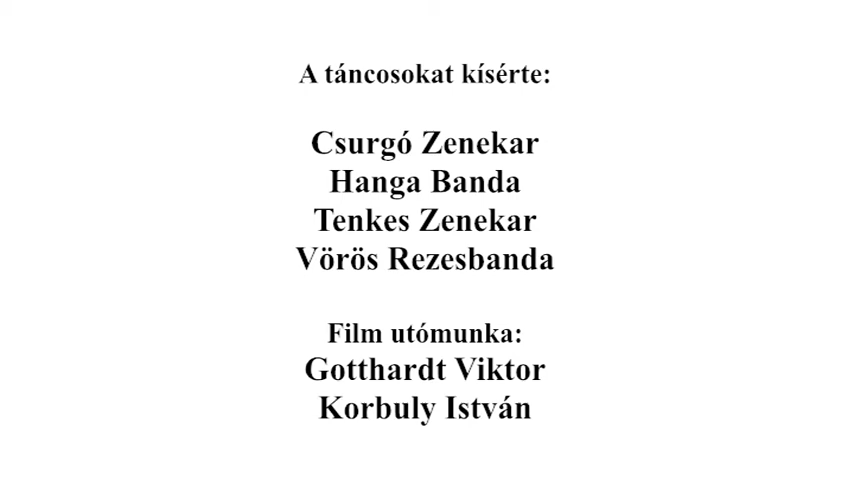 A táncosokat kísérte:
Csurgó Zenekar
Hanga Banda
Tenkes Zenekar
Vörös Rezesbanda
Film utómunka:
Gotthardt Viktor
Korbuly István